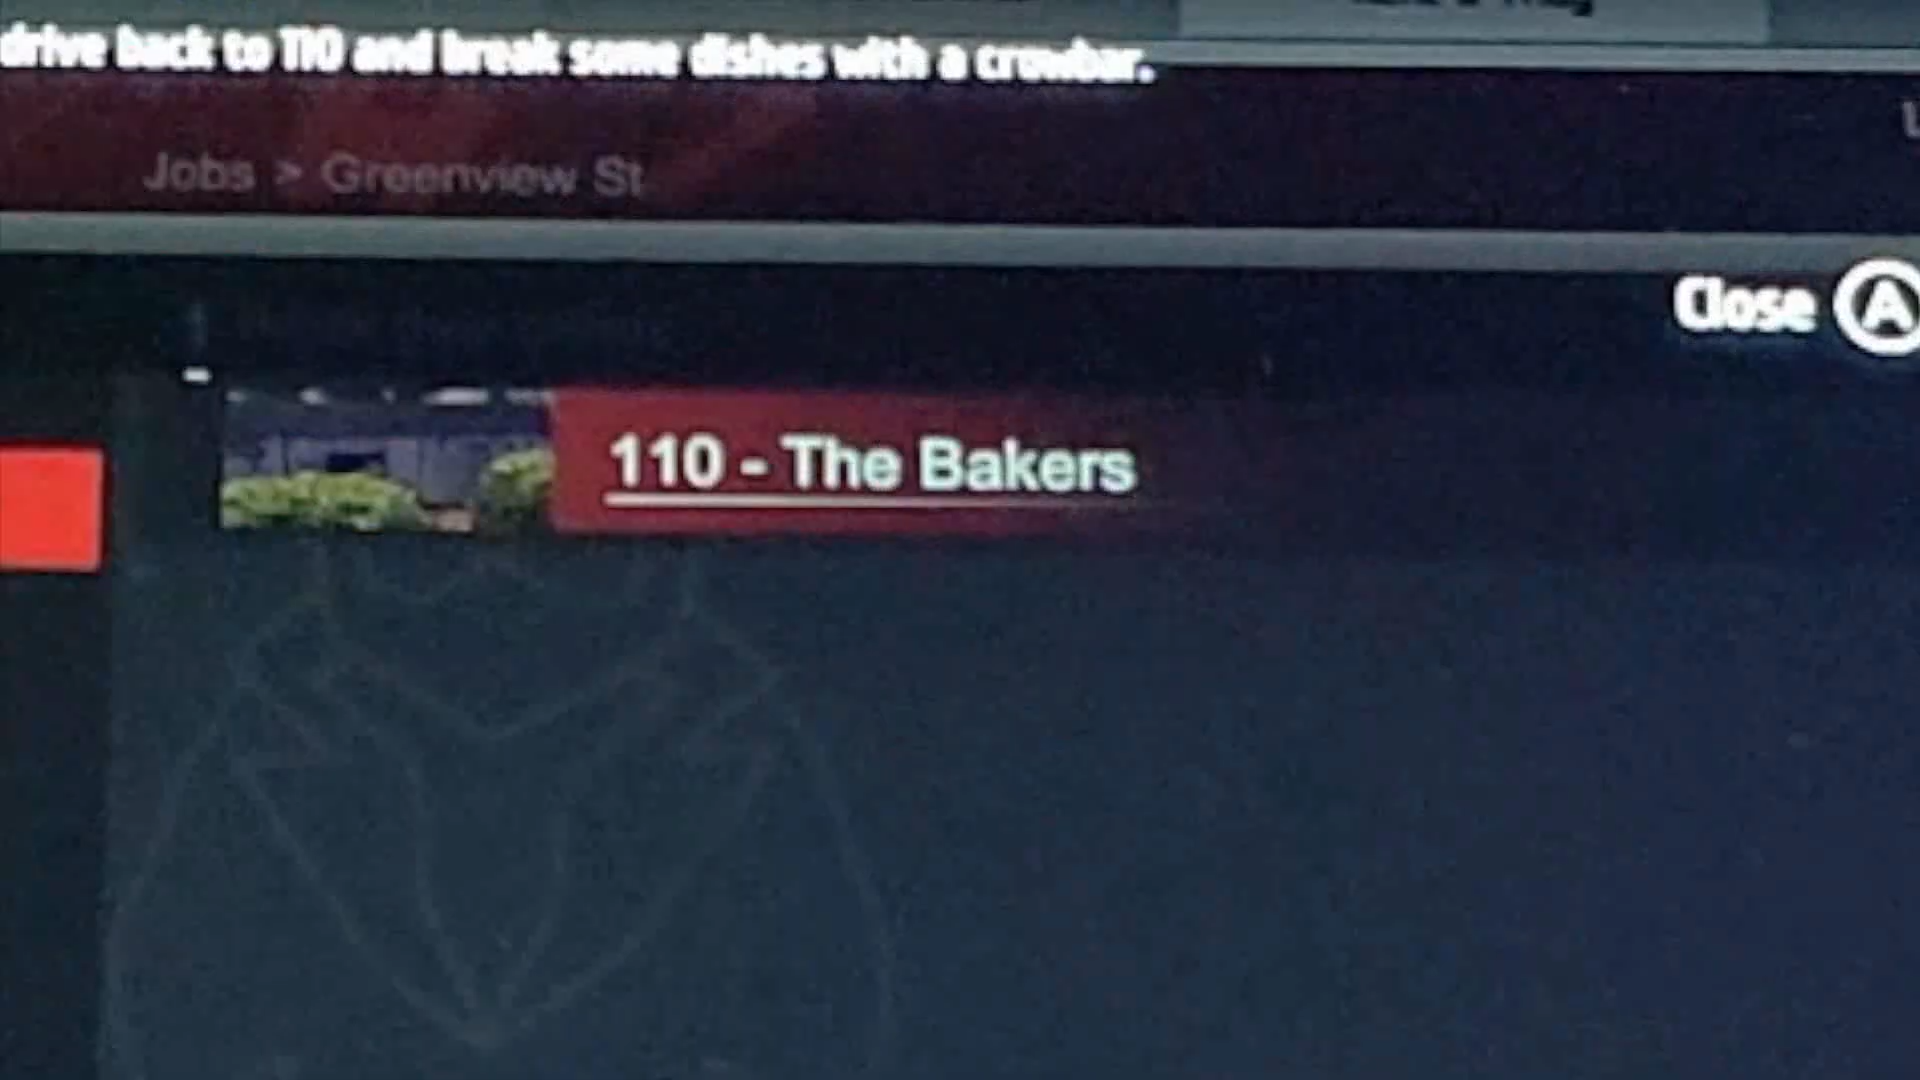 drive back to 110 and break some dishes with a crowbar.
Jobs > Greenview St
Close A
110 - The Bakers